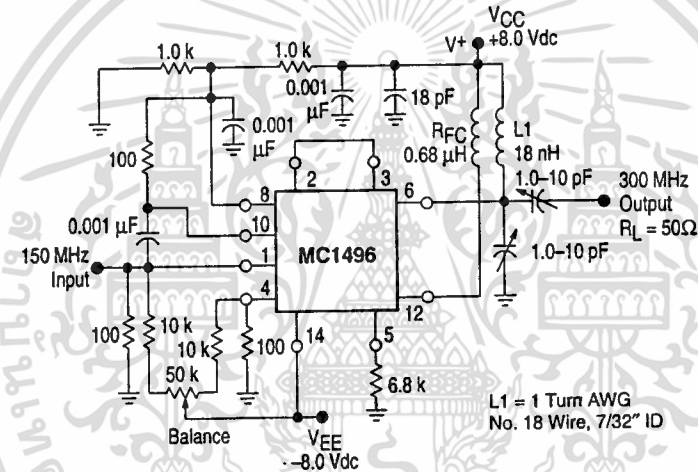 VCC
+8.0 Vdc
V+
1.0 k
1.0 k
0.001
µF
18 pF
0.001
µF
RFC
0.68 µH
L1
18 nH
100
2
3
1.0–10 pF
300 MHz
Output
RL = 50Ω
8
6
0.001 µF
10
MC1496
1.0–10 pF
150 MHz
Input
1
4
12
14
5
100
10 k
10 k
100
50 k
6.8 k
Balance
VEE
-–8.0 Vdc
L1 = 1 Turn AWG
No. 18 Wire, 7/32″ ID